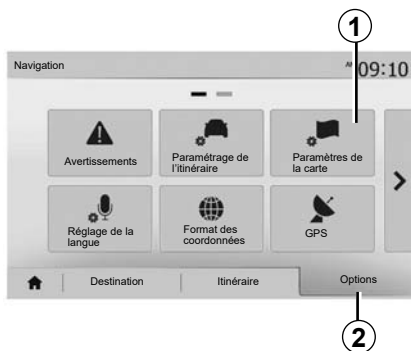 1
Navigation
AM 09:10
Avertissements
Paramétrage de
l'itinéraire
Paramètres de
la carte
Réglage de la
langue
Format des
coordonnées
GPS
Destination
Itinéraire
Options
2